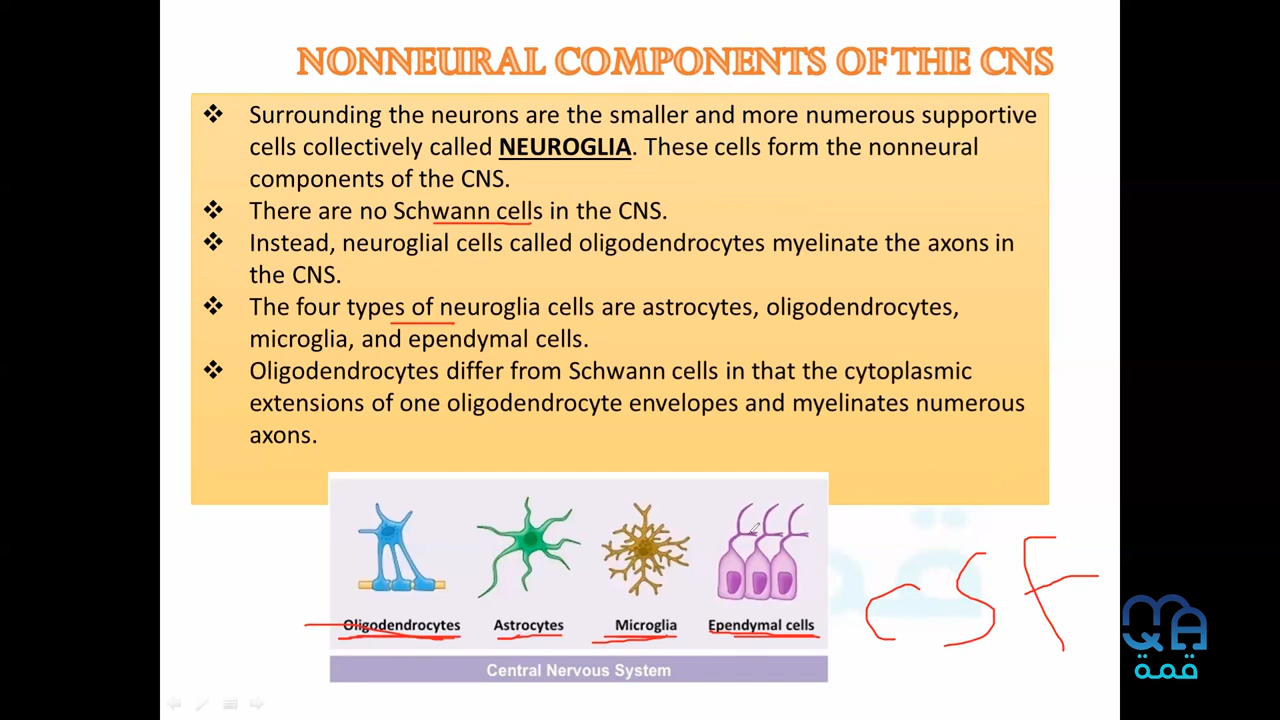 NONNEURAL COMPONENTS OF THE CNS
❖ Surrounding the neurons are the smaller and more numerous supportive
cells collectively called NEUROGLIA. These cells form the nonneural
components of the CNS.
❖ There are no Schwann cells in the CNS.
❖ Instead, neuroglial cells called oligodendrocytes myelinate the axons in
the CNS.
❖ The four types of neuroglia cells are astrocytes, oligodendrocytes,
microglia, and ependymal cells.
❖ Oligodendrocytes differ from Schwann cells in that the cytoplasmic
extensions of one oligodendrocyte envelopes and myelinates numerous
axons.
Oligodendrocytes Astrocytes Microglia Ependymal cells
Central Nervous System
CSF
QMA
قمة